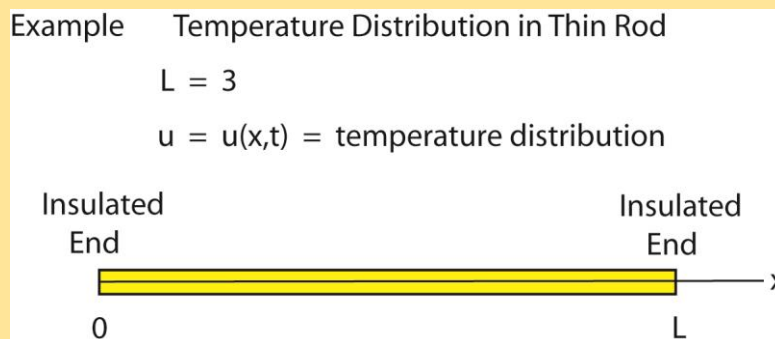 Example Temperature Distribution in Thin Rod
L = 3
u = u(x,t) = temperature distribution
Insulated
End
Insulated
End
x
0
L